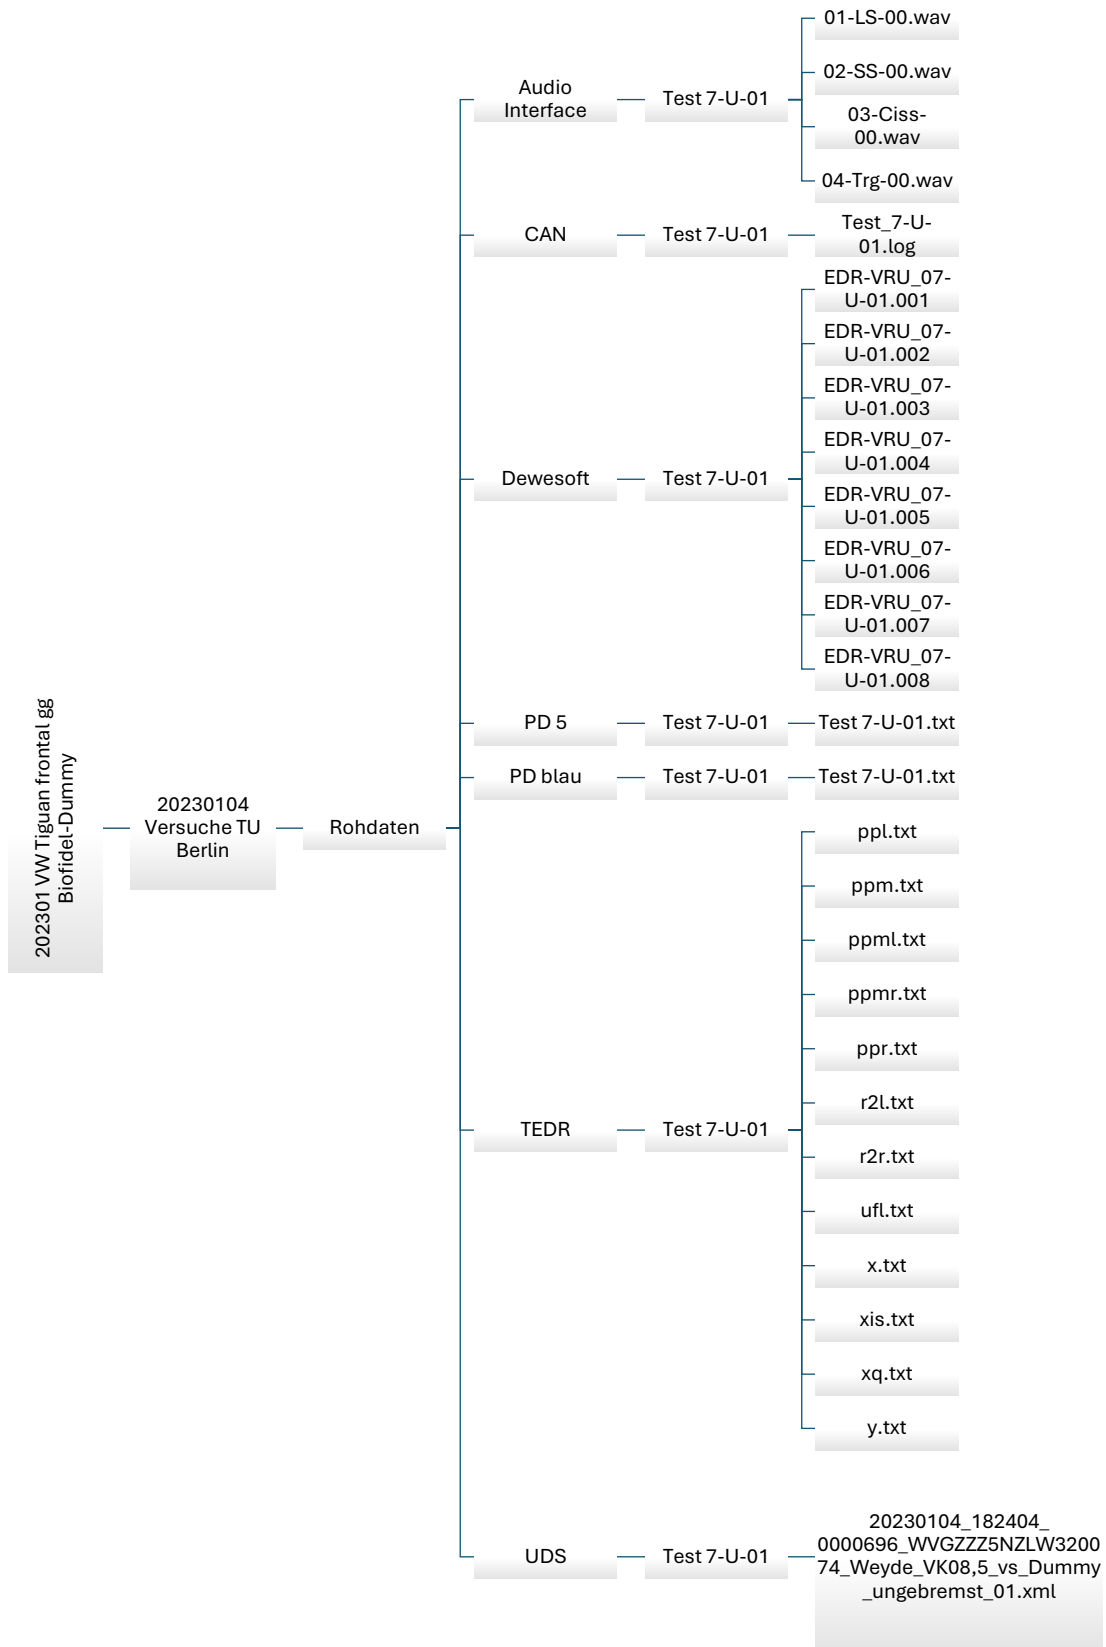 202301 VW Tiguan frontal gg
Biofidel-Dummy
20230104
Versuche TU
Berlin
Rohdaten
Audio
Interface
Test 7-U-01
01-LS-00.wav
02-SS-00.wav
03-Ciss-
00.wav
04-Trg-00.wav
CAN
Test 7-U-01
Test_7-U-
01.log
Dewesoft
Test 7-U-01
EDR-VRU_07-
U-01.001
EDR-VRU_07-
U-01.002
EDR-VRU_07-
U-01.003
EDR-VRU_07-
U-01.004
EDR-VRU_07-
U-01.005
EDR-VRU_07-
U-01.006
EDR-VRU_07-
U-01.007
EDR-VRU_07-
U-01.008
PD 5
Test 7-U-01
Test 7-U-01.txt
PD blau
Test 7-U-01
Test 7-U-01.txt
TEDR
Test 7-U-01
ppl.txt
ppm.txt
ppml.txt
ppmr.txt
ppr.txt
r2l.txt
r2r.txt
ufl.txt
x.txt
xis.txt
xq.txt
y.txt
UDS
Test 7-U-01
20230104_182404_
0000696_WVGZZZ5NZLW3200
74_Weyde_VK08,5_vs_Dummy
_ungebremst_01.xml